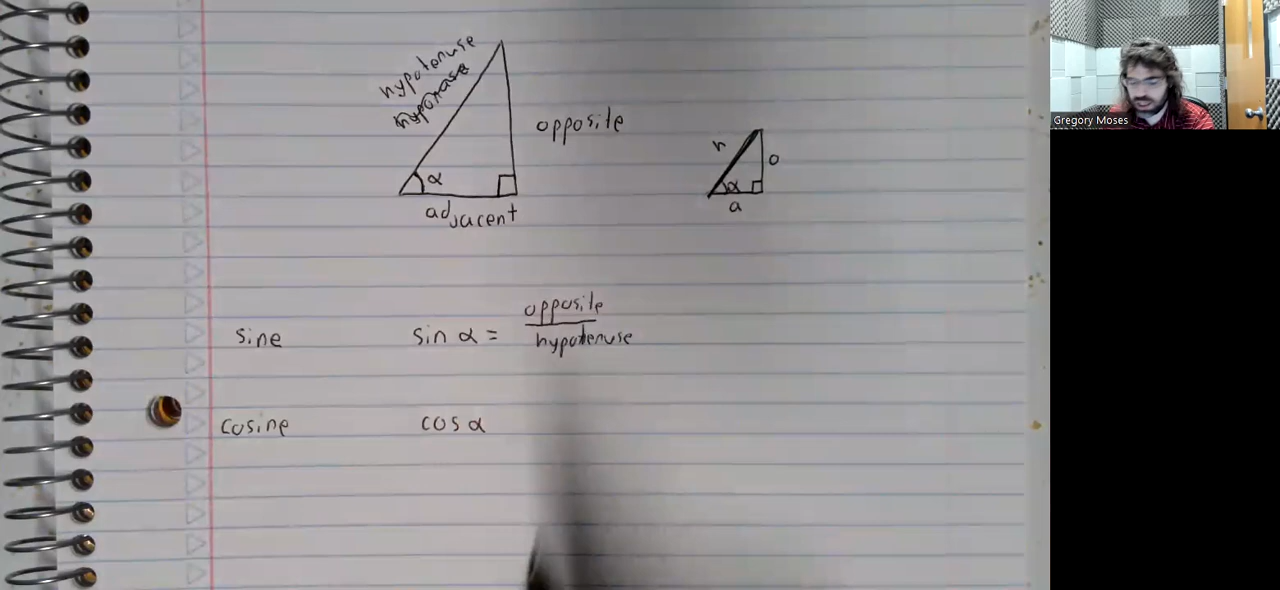 hypotenuse
opposite
α
adjacent
h
o
α
a
sine
sin α = opposite / hypotenuse
cosine
cos α
Gregory Moses